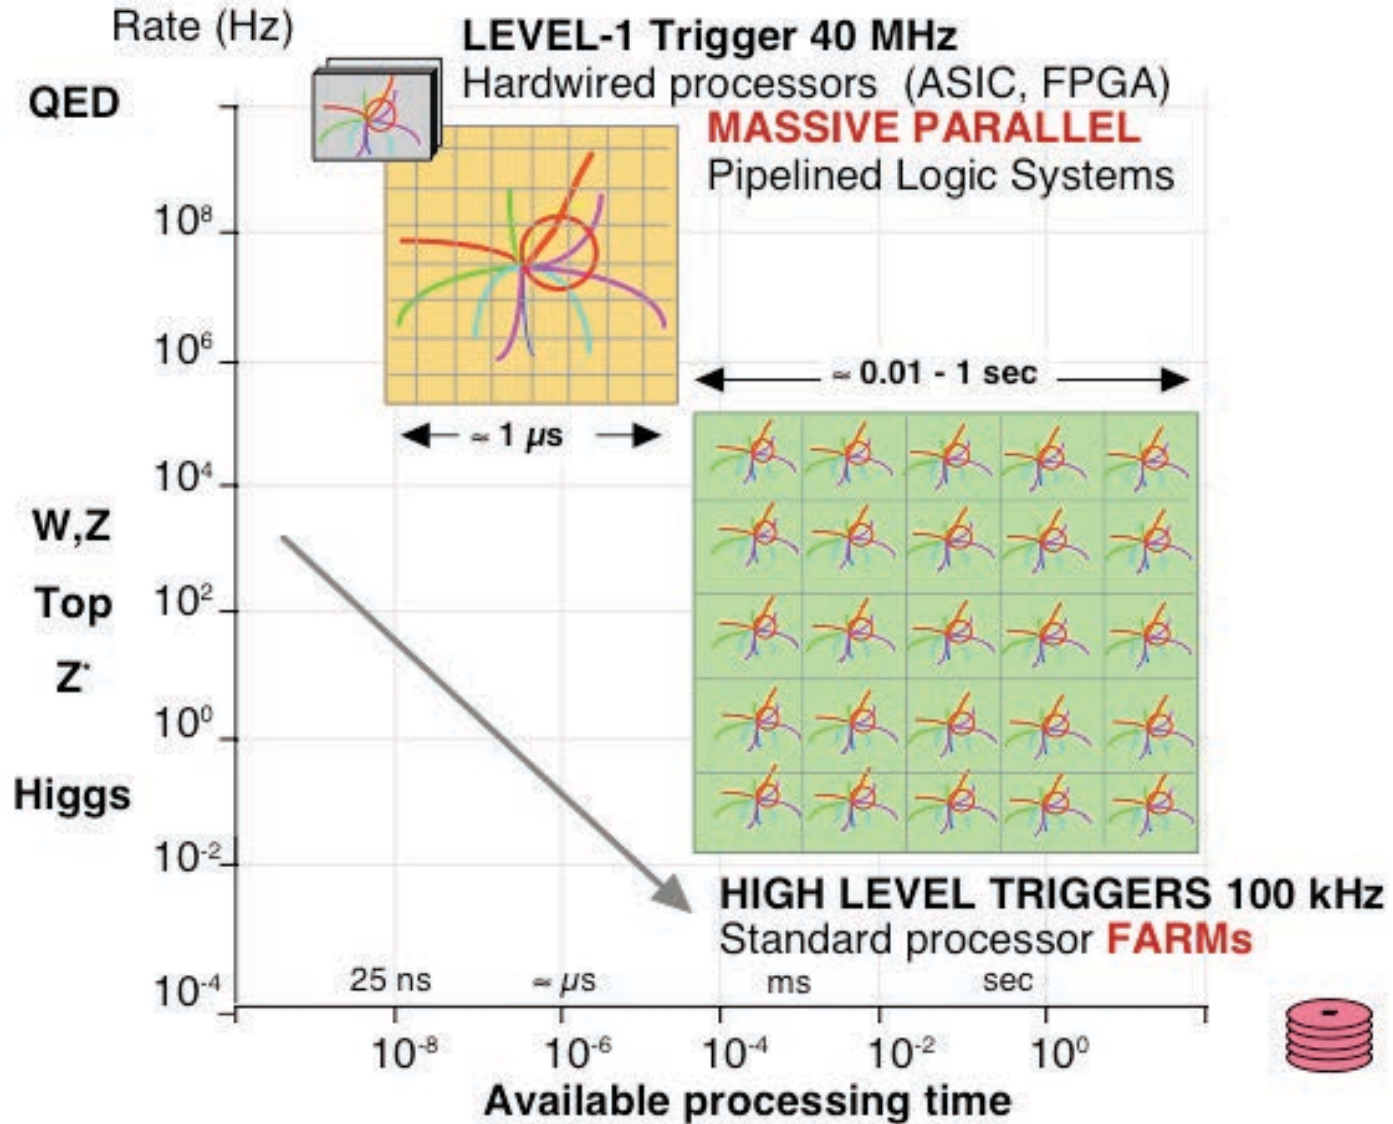 Rate (Hz)
LEVEL-1 Trigger 40 MHz
Hardwired processors (ASIC, FPGA)
MASSIVE PARALLEL
Pipelined Logic Systems
QED
10⁸
10⁶
≃ 0.01 - 1 sec
≃ 1 µs
10⁴
W,Z
Top
10²
Z*
10⁰
Higgs
10⁻²
HIGH LEVEL TRIGGERS 100 kHz
Standard processor FARMs
25 ns
≃ µs
ms
sec
10⁻⁴
10⁻⁸
10⁻⁶
10⁻⁴
10⁻²
10⁰
Available processing time